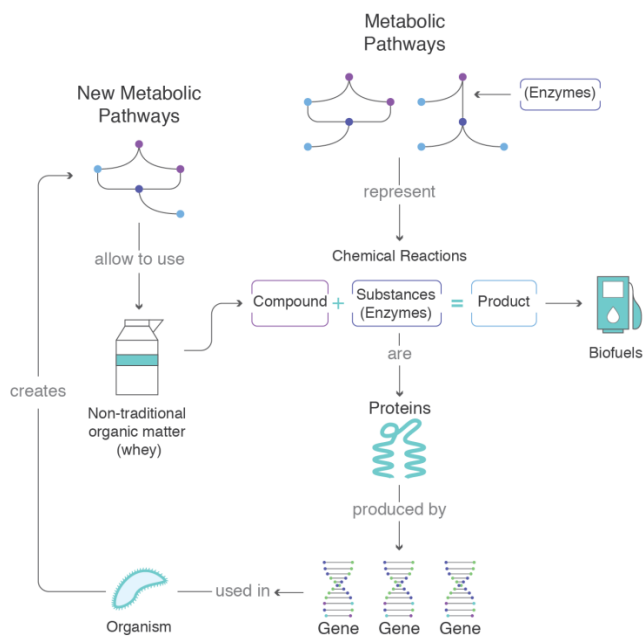 Metabolic
Pathways
New Metabolic
Pathways
(Enzymes)
represent
allow to use
Chemical Reactions
Compound + Substances = Product
(Enzymes)
Biofuels
are
creates
Non-traditional
organic matter
(whey)
Proteins
produced by
used in
Organism
Gene Gene Gene